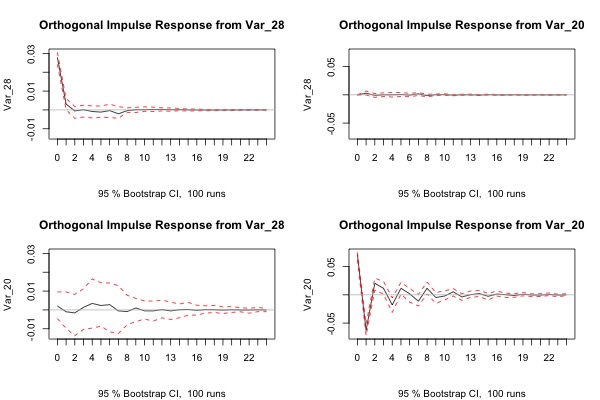 Orthogonal Impulse Response from Var_28
Var_28
-0.01 0.01 0.03
0 2 4 6 8 10 13 16 19 22
95 % Bootstrap CI, 100 runs
Orthogonal Impulse Response from Var_20
Var_28
-0.05 0.05
0 2 4 6 8 10 13 16 19 22
95 % Bootstrap CI, 100 runs
Orthogonal Impulse Response from Var_28
Var_20
-0.01 0.01 0.03
0 2 4 6 8 10 13 16 19 22
95 % Bootstrap CI, 100 runs
Orthogonal Impulse Response from Var_20
Var_20
-0.05 0.05
0 2 4 6 8 10 13 16 19 22
95 % Bootstrap CI, 100 runs